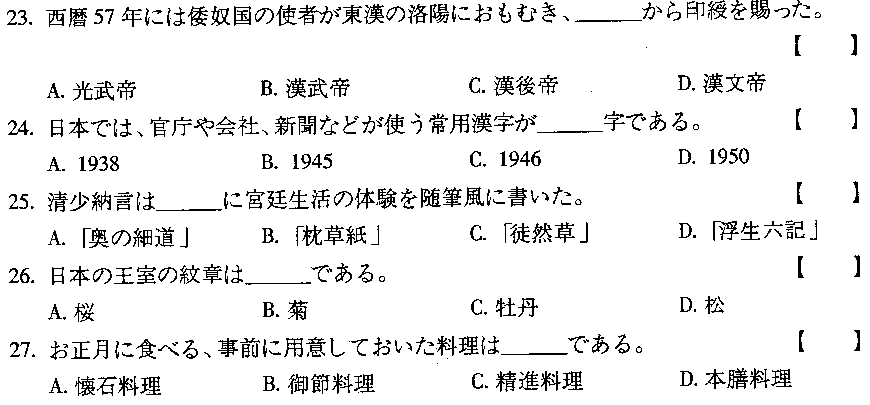 23. 西暦 57 年には倭奴国の使者が東漢の洛陽におもむき、______から印綬を賜った。
【 】
A. 光武帝 B. 漢武帝 C. 漢後帝 D. 漢文帝
24. 日本では、官庁や会社、新聞などが使う常用漢字が______字である。 【 】
A. 1938 B. 1945 C. 1946 D. 1950
25. 清少納言は______に宮廷生活の体験を随筆風に書いた。 【 】
A.「奥の細道」 B.「枕草紙」 C.「徒然草」 D.「浮生六記」
26. 日本の王室の紋章は______である。 【 】
A. 桜 B. 菊 C. 牡丹 D. 松
27. お正月に食べる、事前に用意しておいた料理は______である。 【 】
A. 懐石料理 B. 御節料理 C. 精進料理 D. 本膳料理